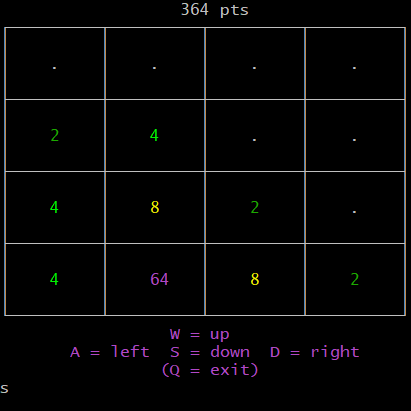 364 pts
. . . .
2 4 . .
4 8 2 .
4 64 8 2
W = up
A = left S = down D = right
(Q = exit)
s